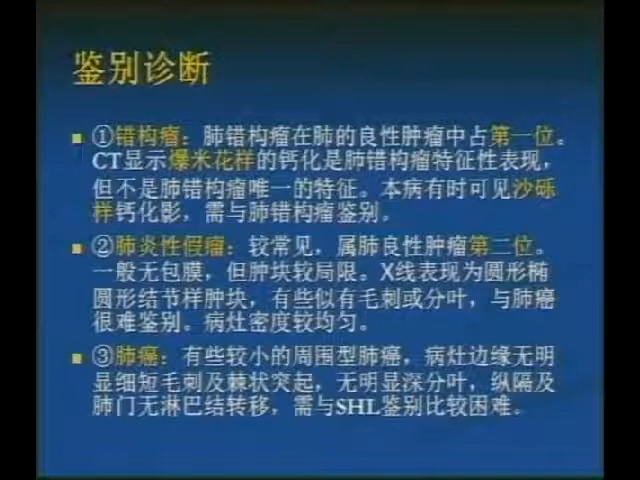 鉴别诊断
①错构瘤：肺错构瘤在肺的良性肿瘤中占第一位。
CT显示爆米花样的钙化是肺错构瘤特征性表现，
但不是肺错构瘤唯一的特征。本病有时可见沙砾
样钙化影，需与肺错构瘤鉴别。
②肺炎性假瘤：较常见，属肺良性肿瘤第二位。
一般无包膜，但肿块较局限。X线表现为圆形椭
圆形结节样肿块，有些似有毛刺或分叶，与肺癌
很难鉴别。病灶密度较均匀。
③肺癌：有些较小的周围型肺癌，病灶边缘无明
显细短毛刺及棘状突起，无明显深分叶，纵隔及
肺门无淋巴结转移，需与SHL鉴别比较困难。